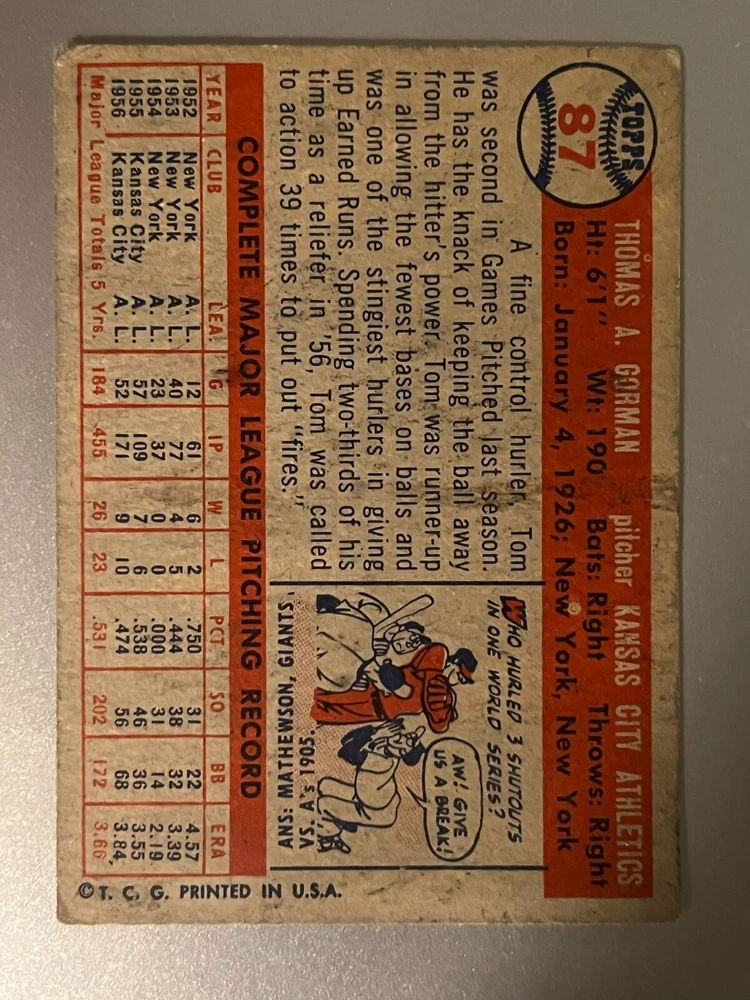 TOPPS
87
THOMAS A. GORMAN pitcher KANSAS CITY ATHLETICS
Ht: 6'1" Wt: 190 Bats: Right Throws: Right
Born: January 4, 1926; New York, New York
A fine control hurler, Tom
was second in Games Pitched last season.
He has the knack of keeping the ball away
from the hitter's power. Tom was runner-up
in allowing the fewest bases on balls and
was one of the stingiest hurlers in giving
up Earned Runs. Spending two-thirds of his
time as a reliefer in '56, Tom was called
to action 39 times to put out "fires."
WHO HURLED 3 SHUTOUTS
IN ONE WORLD SERIES?
AW! GIVE
US A BREAK!
ANS: MATHEWSON, GIANTS
VS. A's 1905.
COMPLETE MAJOR LEAGUE PITCHING RECORD
YEAR CLUB LEA. G IP W L PCT SO BB ERA
1952 New York A. L. 12 61 6 2 .750 31 22 4.57
1953 New York A. L. 40 77 4 5 .444 38 32 3.39
1954 New York A. L. 23 37 0 0 .000 31 14 2.19
1955 Kansas City A. L. 57 109 7 6 .538 46 36 3.55
1956 Kansas City A. L. 52 171 9 10 .474 56 68 3.84
Major League Totals 5 Yrs. 184 455 26 23 .531 202 172 3.66
© T. C. G. PRINTED IN U.S.A.